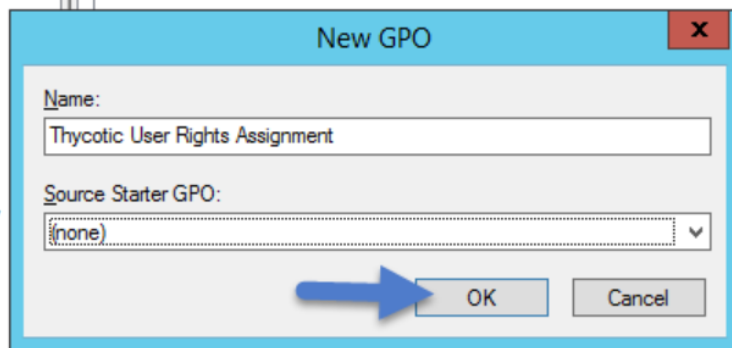 New GPO
x
Name:
Thycotic User Rights Assignment
Source Starter GPO:
(none)
OK Cancel